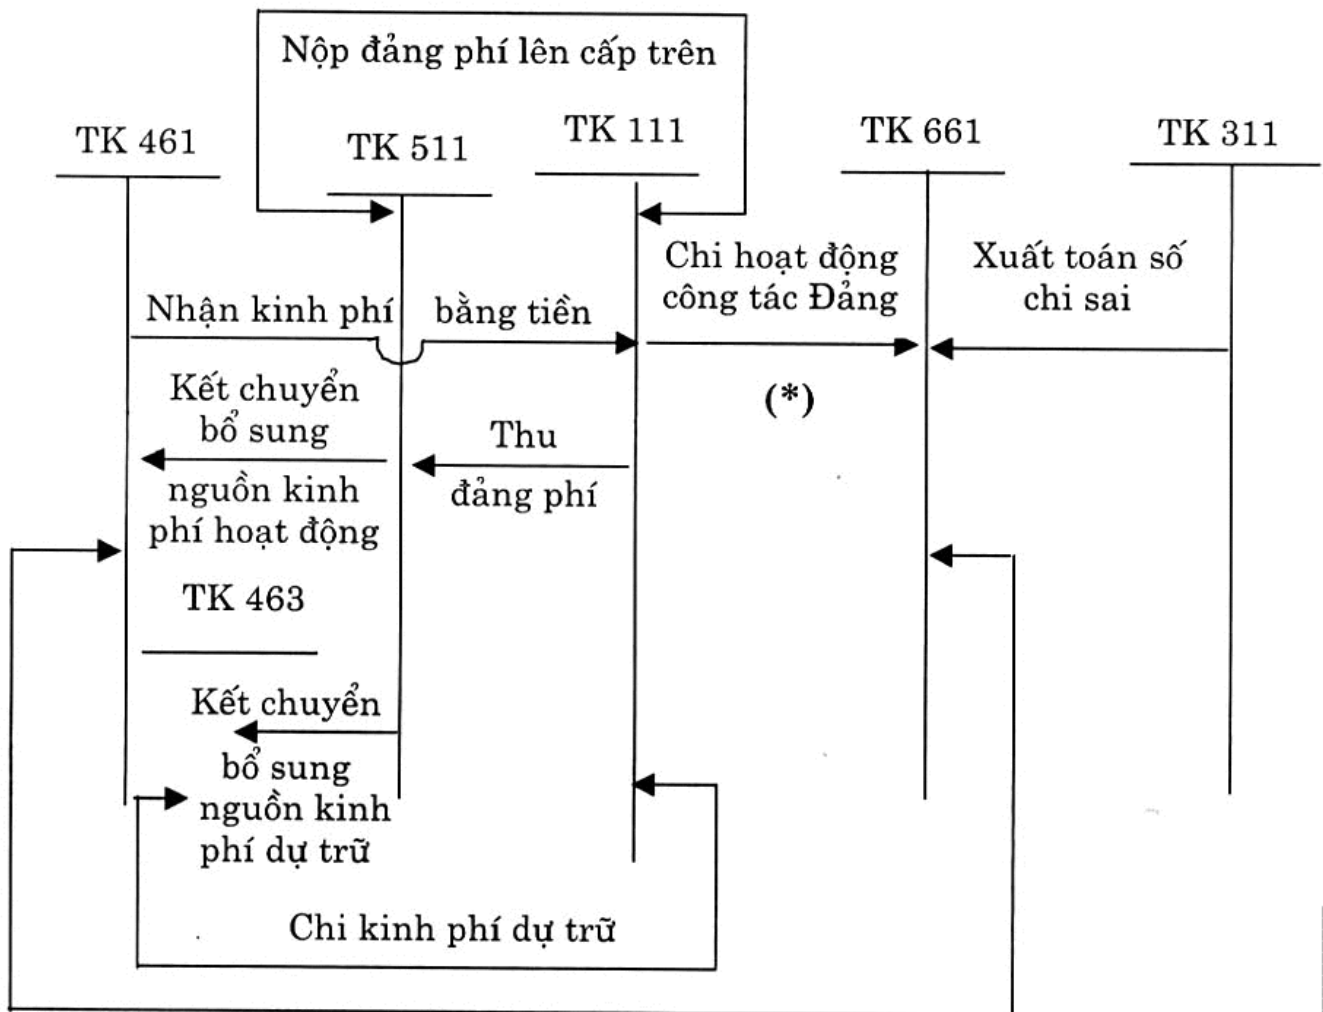 Nộp đảng phí lên cấp trên
TK 461
TK 511
TK 111
TK 661
TK 311
Nhận kinh phí bằng tiền
Chi hoạt động
công tác Đảng
(*)
Xuất toán số
chi sai
Kết chuyển
bổ sung
nguồn kinh
phí hoạt động
Thu
đảng phí
TK 463
Kết chuyển
bổ sung
nguồn kinh
phí dự trữ
Chi kinh phí dự trữ